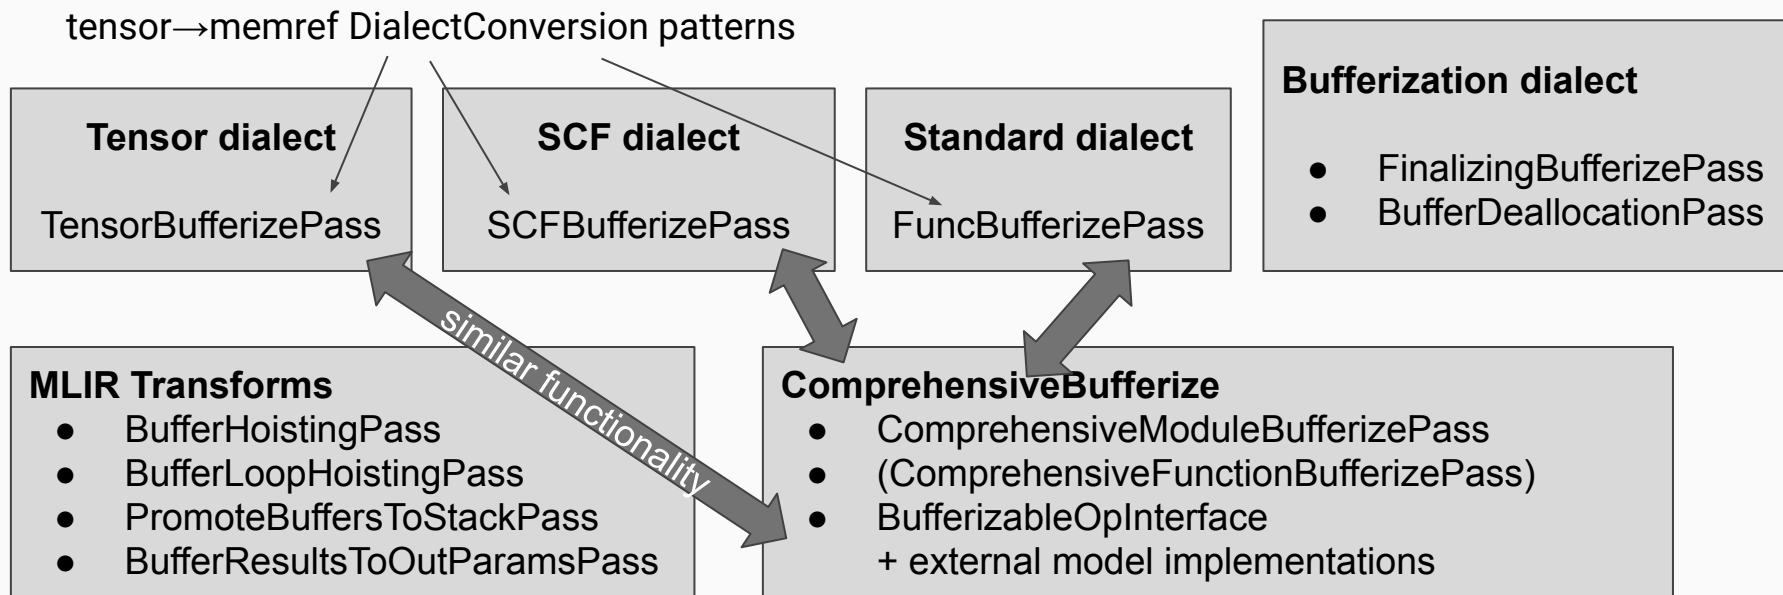 tensor→memref DialectConversion patterns
Tensor dialect
TensorBufferizePass
SCF dialect
SCFBufferizePass
Standard dialect
FuncBufferizePass
Bufferization dialect
● FinalizingBufferizePass
● BufferDeallocationPass
similar functionality
MLIR Transforms
● BufferHoistingPass
● BufferLoopHoistingPass
● PromoteBuffersToStackPass
● BufferResultsToOutParamsPass
ComprehensiveBufferize
● ComprehensiveModuleBufferizePass
● (ComprehensiveFunctionBufferizePass)
● BufferizableOpInterface
+ external model implementations